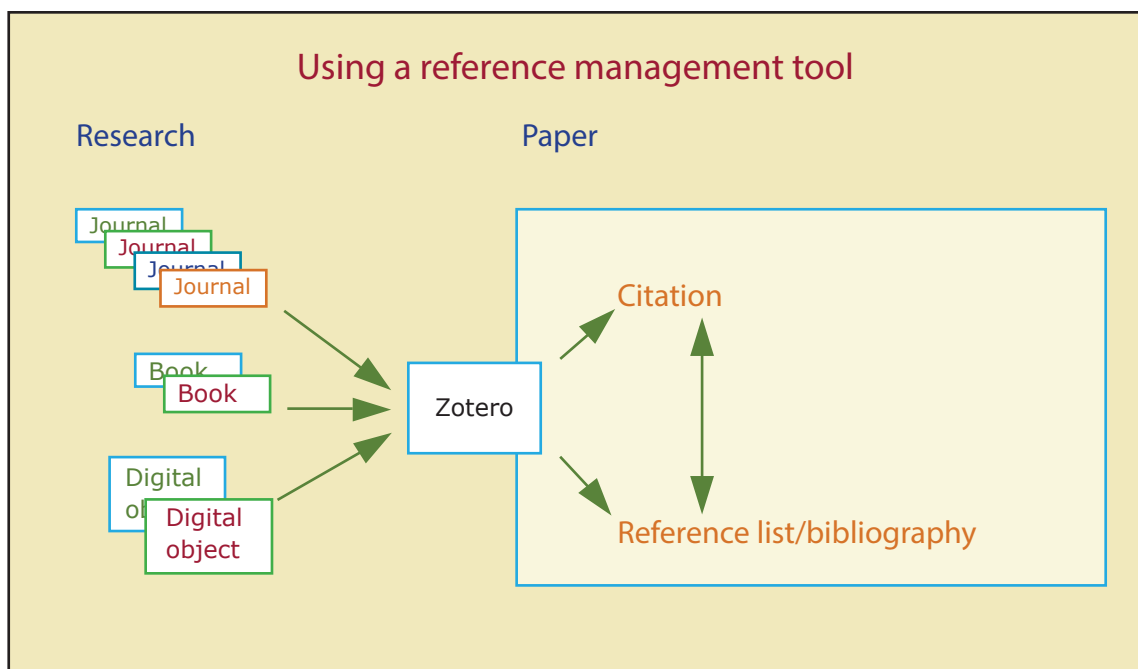 Using a reference management tool
Research
Paper
Journal
Journal
Journal
Journal
Book
Book
Digital
object
Digital
object
Zotero
Citation
Reference list/bibliography